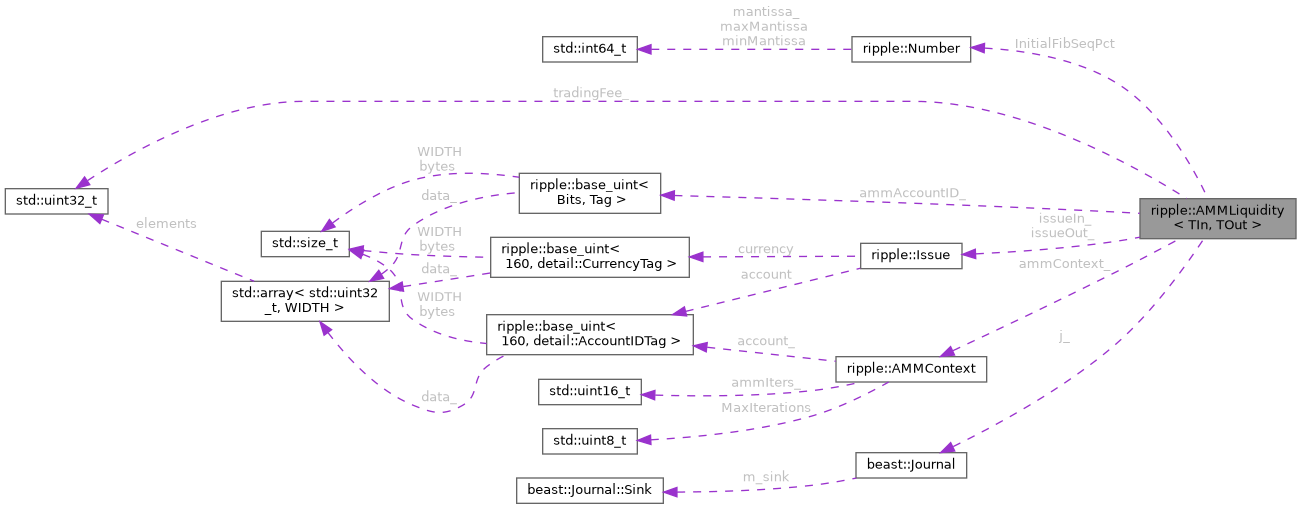 mantissa_
maxMantissa
minMantissa
std::int64_t
ripple::Number
InitialFibSeqPct
tradingFee_
WIDTH
bytes
ripple::base_uint<
Bits, Tag >
data_
ammAccountID_
std::uint32_t
ripple::AMMLiquidity
< TIn, TOut >
elements
issueIn_
issueOut_
std::size_t
WIDTH
bytes
ripple::base_uint<
160, detail::CurrencyTag >
currency
ripple::Issue
data_
account
ammContext_
std::array< std::uint32
_t, WIDTH >
WIDTH
bytes
ripple::base_uint<
160, detail::AccountIDTag >
account_
j_
ripple::AMMContext
data_
std::uint16_t
ammIters_
MaxIterations
std::uint8_t
beast::Journal
m_sink
beast::Journal::Sink